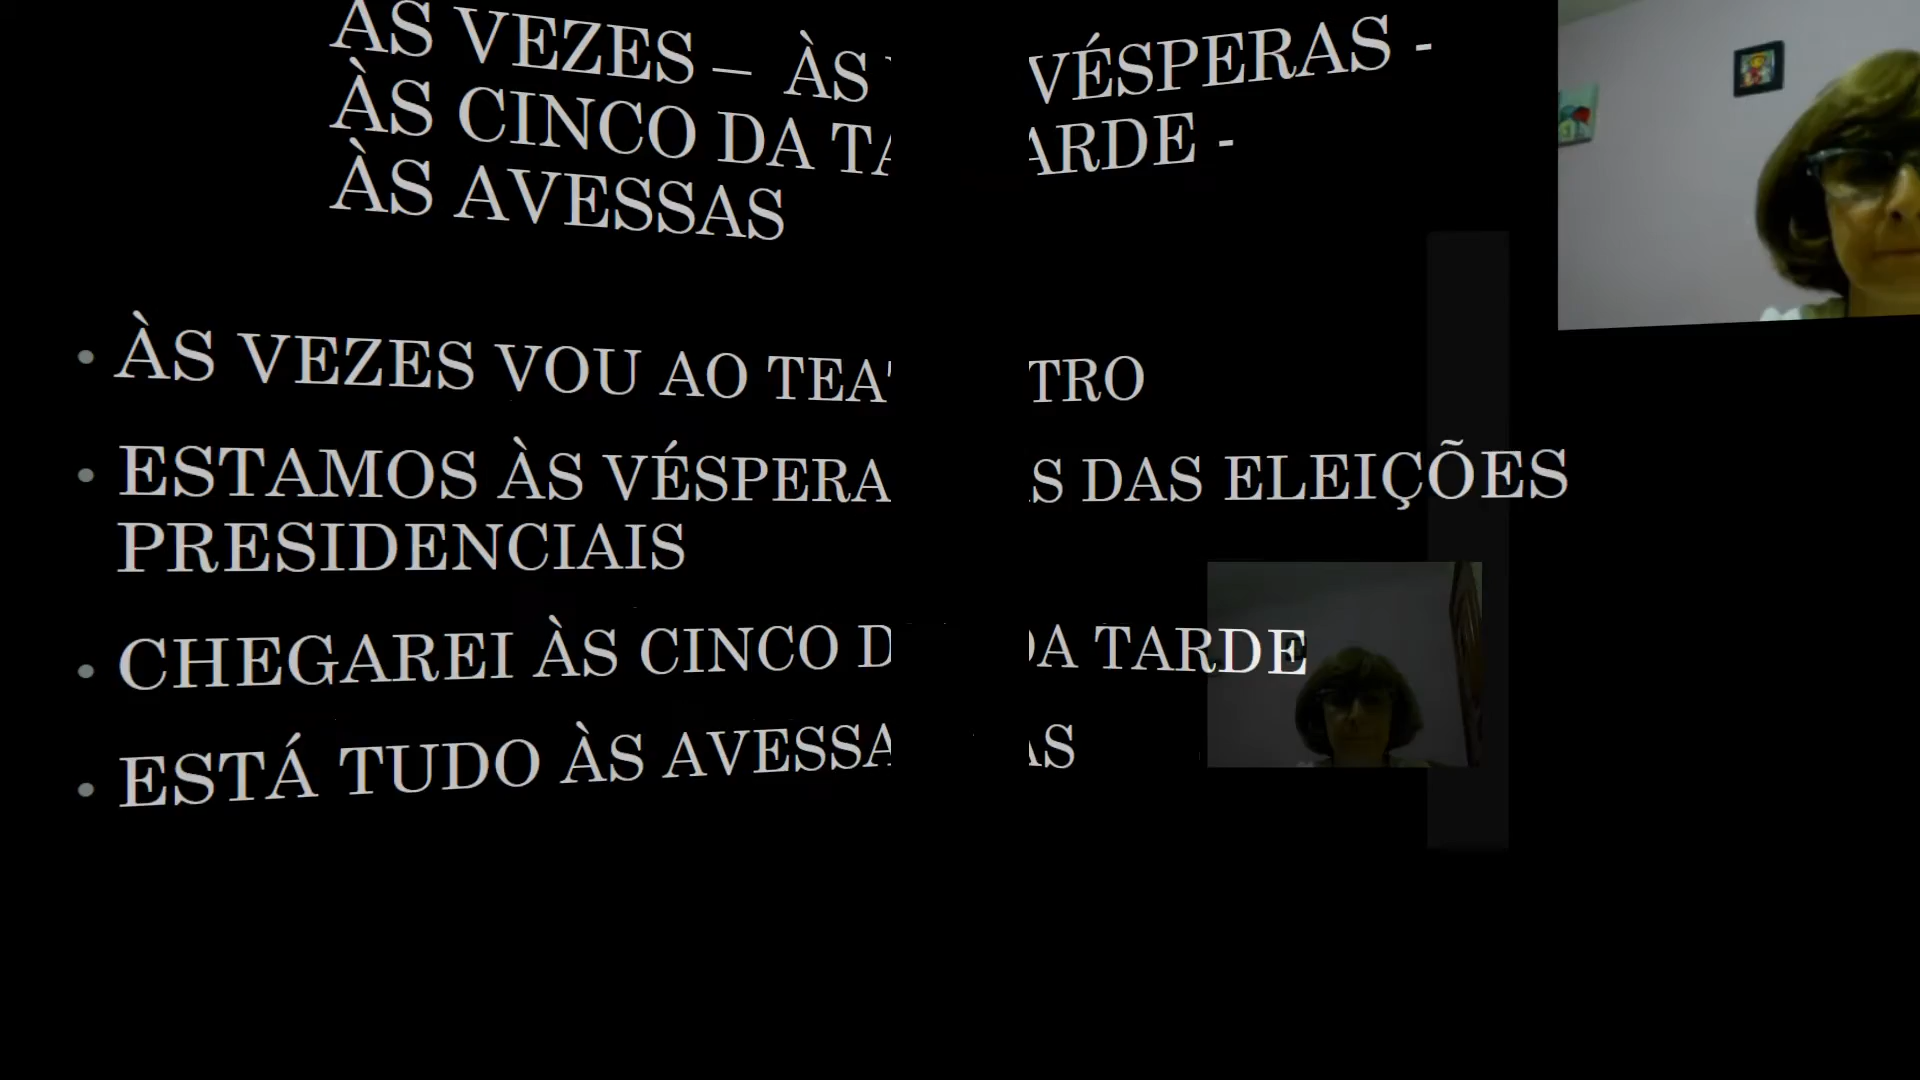 ÀS VEZES – ÀS VÉSPERAS -
ÀS CINCO DA TARDE -
ÀS AVESSAS
• ÀS VEZES VOU AO TEATRO
• ESTAMOS ÀS VÉSPERAS DAS ELEIÇÕES
PRESIDENCIAIS
• CHEGAREI ÀS CINCO DA TARDE
• ESTÁ TUDO ÀS AVESSAS